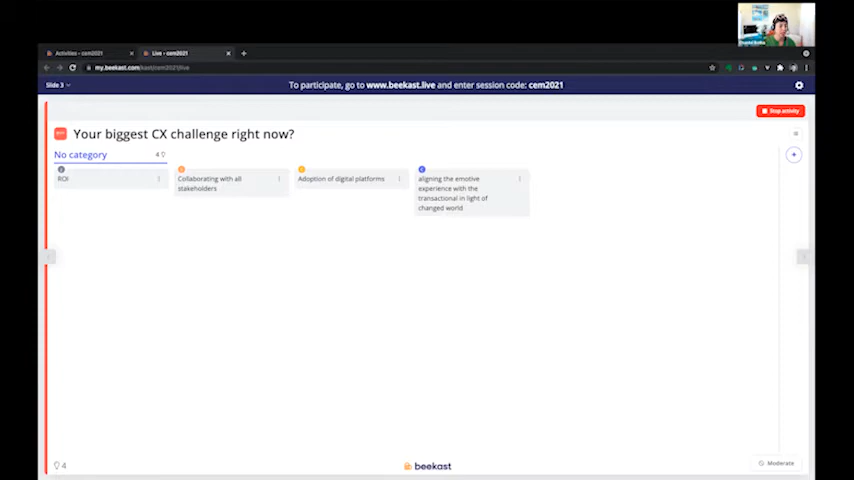 Activities - cem2021
Live - cem2021
my.beekast.com/kast/cem2021/live
Slide 3
To participate, go to www.beekast.live and enter session code: cem2021
Stop activity
Your biggest CX challenge right now?
No category
4
ROI
Collaborating with all
stakeholders
Adoption of digital platforms
aligning the emotive
experience with the
transactional in light of
changed world
4
beekast
Moderate